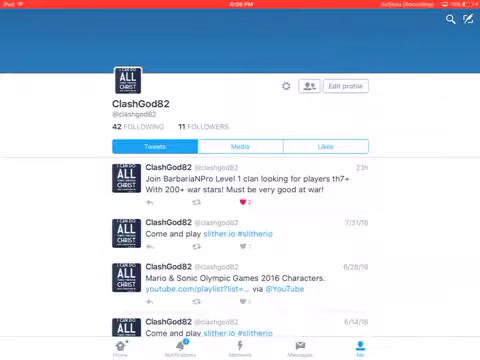 iPad
4:09 PM
AirShou (Recording)
16%
I CAN DO
ALL
THINGS THROUGH
CHRIST
ClashGod82
@clashgod82
42 FOLLOWING 11 FOLLOWERS
Edit profile
Tweets Media Likes
ClashGod82 @clashgod82 23h
Join BarbariaNPro Level 1 clan looking for players th7+
With 200+ war stars! Must be very good at war!
2
ClashGod82 @clashgod82 7/31/16
Come and play slither.io #slitherio
ClashGod82 @clashgod82 6/28/16
Mario & Sonic Olympic Games 2016 Characters.
youtube.com/playlist?list=... via @YouTube
ClashGod82 @clashgod82 6/14/16
Come and play slither.io #slitherio
Home Notifications Moments Messages Me